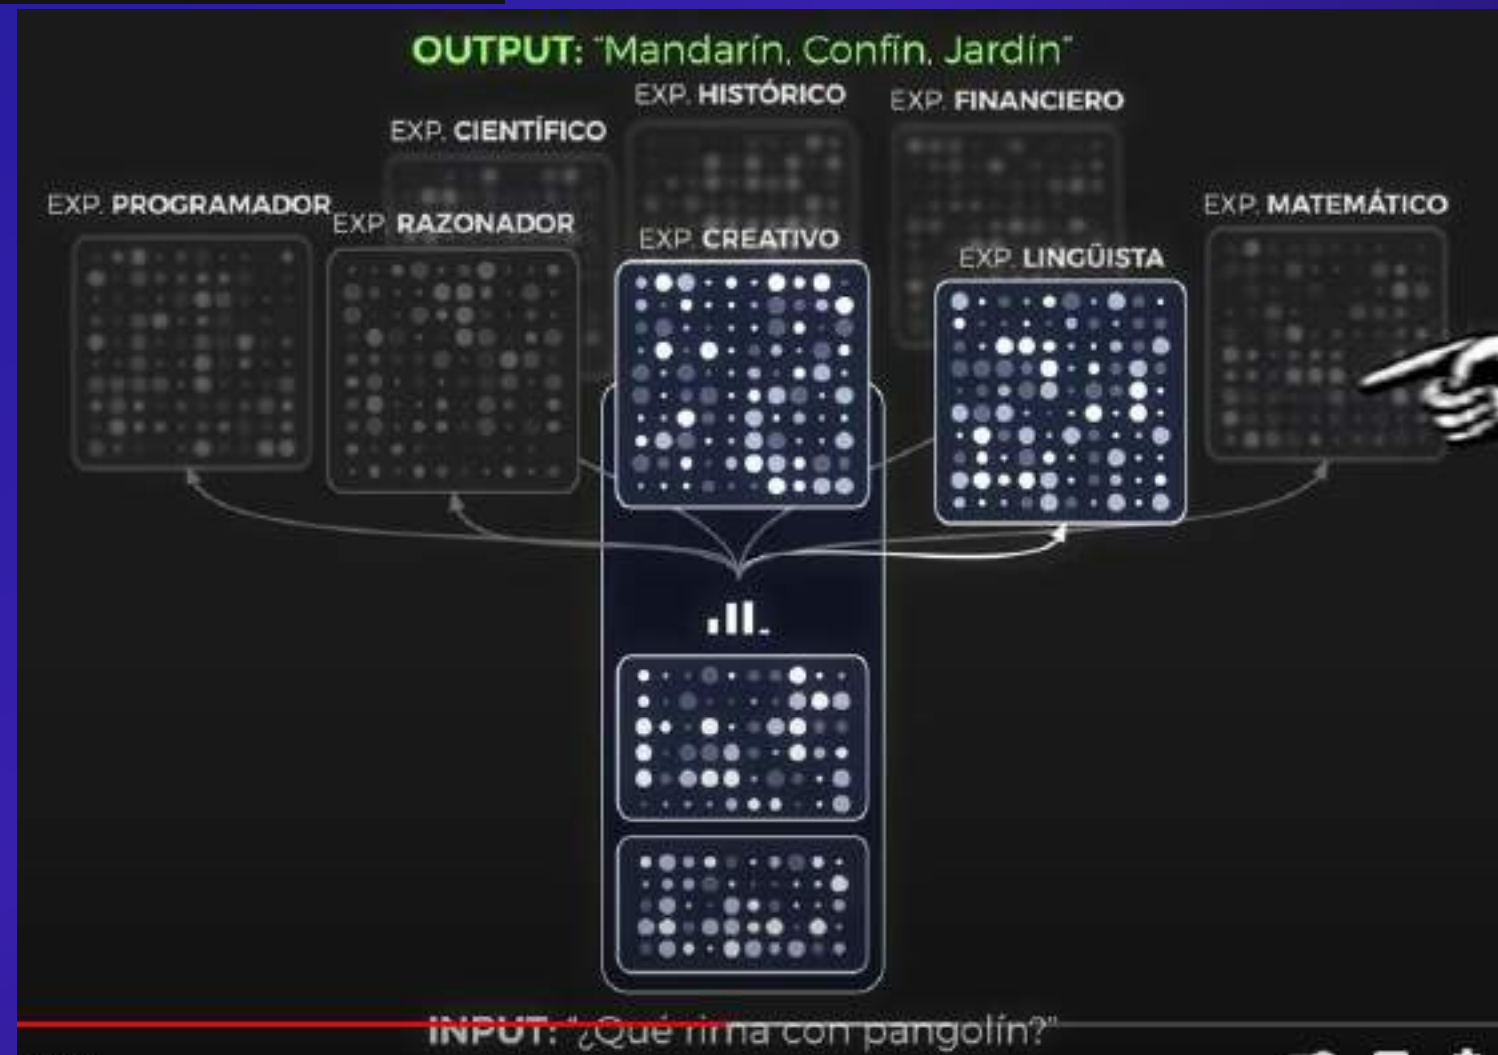 OUTPUT: "Mandarín, Confín, Jardín"
EXP. HISTÓRICO
EXP. FINANCIERO
EXP. CIENTÍFICO
EXP. PROGRAMADOR
EXP. RAZONADOR
EXP. CREATIVO
EXP. LINGÜISTA
EXP. MATEMÁTICO
INPUT: "¿Qué rima con pangolín?"